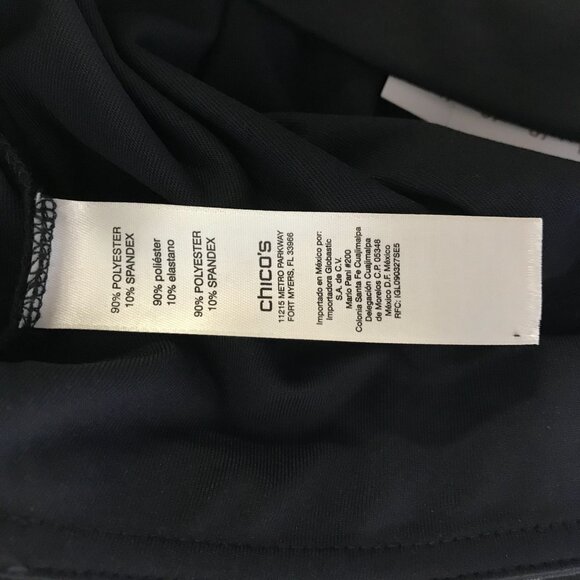 90% POLYESTER
10% SPANDEX
90% poliéster
10% elastano
90% POLYESTER
10% SPANDEX
chico's
11215 METRO PARKWAY
FORT MYERS, FL 33966
Importado en México por:
Importadora Globastic
S.A. de C.V.
Mario Pani #200
Colonia Santa Fe Cuajimalpa
Delegación Cuajimalpa
de Morelos C.P. 05348
México D.F. México
RFC: IGL090327SE5